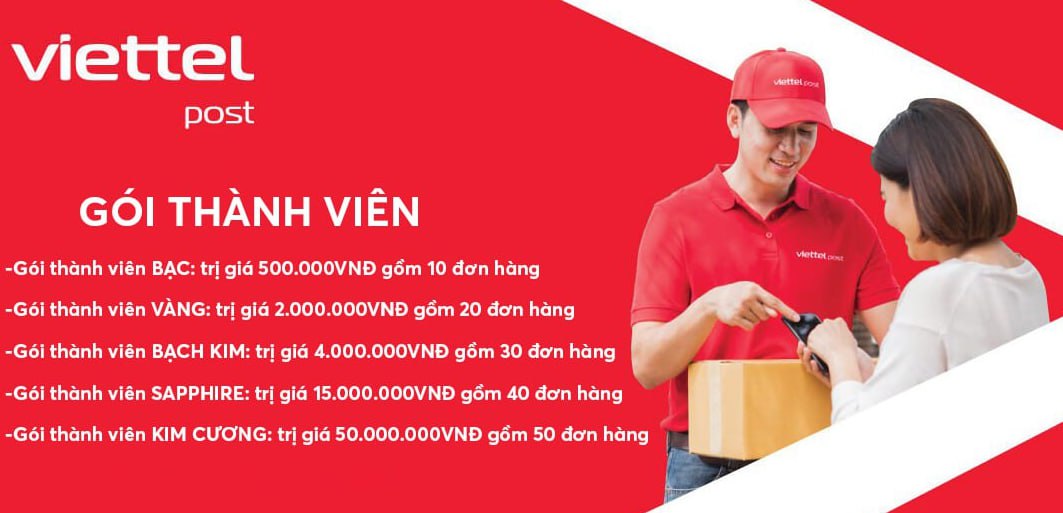 viettel
post
GÓI THÀNH VIÊN
-Gói thành viên BẠC: trị giá 500.000VNĐ gồm 10 đơn hàng
-Gói thành viên VÀNG: trị giá 2.000.000VNĐ gồm 20 đơn hàng
-Gói thành viên BẠCH KIM: trị giá 4.000.000VNĐ gồm 30 đơn hàng
-Gói thành viên SAPPHIRE: trị giá 15.000.000VNĐ gồm 40 đơn hàng
-Gói thành viên KIM CƯƠNG: trị giá 50.000.000VNĐ gồm 50 đơn hàng
viettel post
viettel post